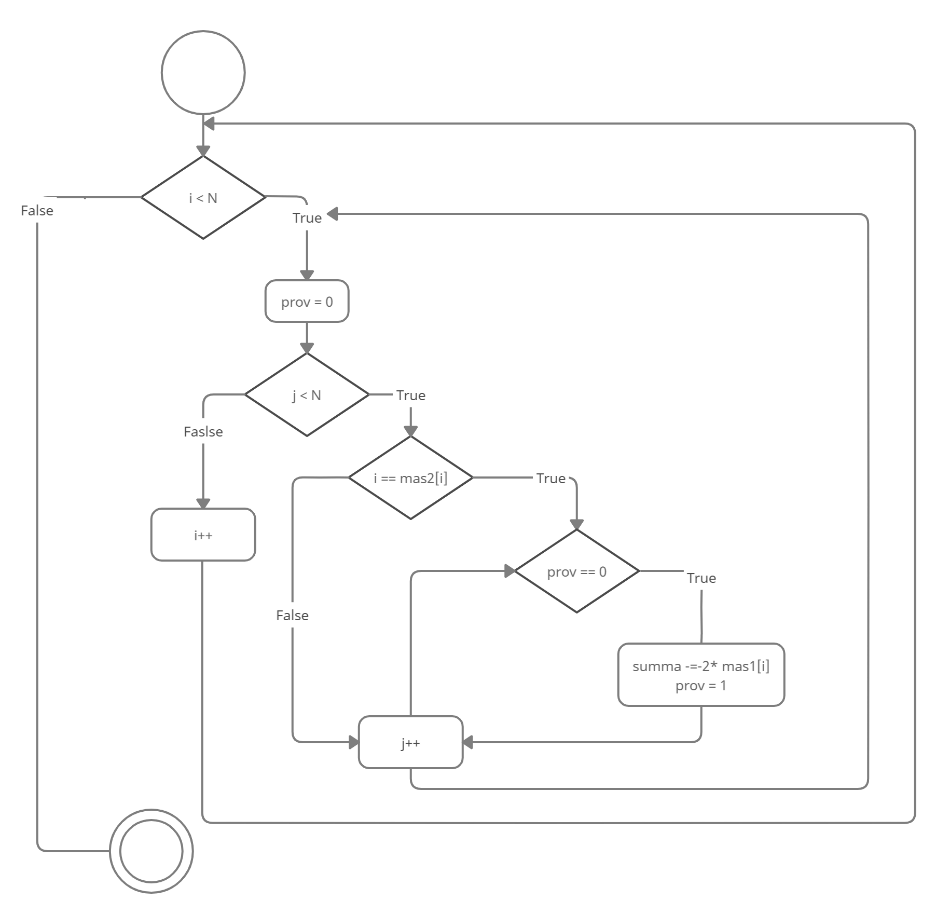 i < N
False
True
prov = 0
j < N
True
Faslse
i == mas2[i]
True
i++
prov == 0
True
False
summa -=-2* mas1[i]
prov = 1
j++